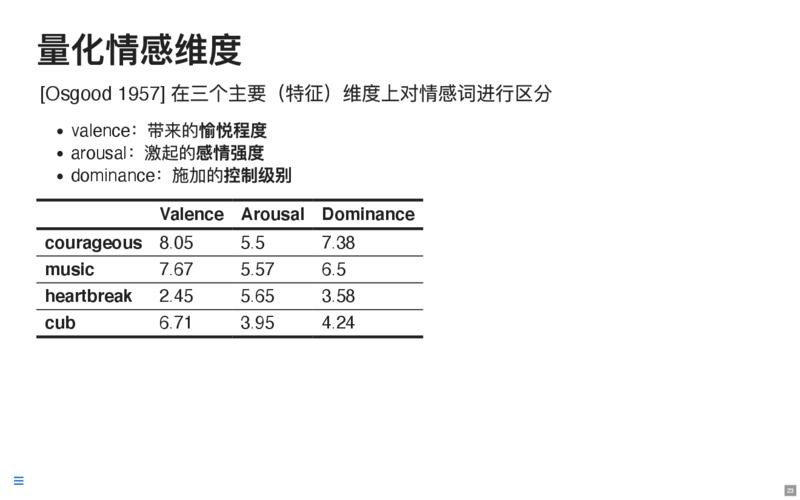 量化情感维度
[Osgood 1957] 在三个主要（特征）维度上对情感词进行区分
• valence：带来的愉悦程度
• arousal：激起的感情强度
• dominance：施加的控制级别
Valence Arousal Dominance
courageous 8.05 5.5 7.38
music 7.67 5.57 6.5
heartbreak 2.45 5.65 3.58
cub 6.71 3.95 4.24
23